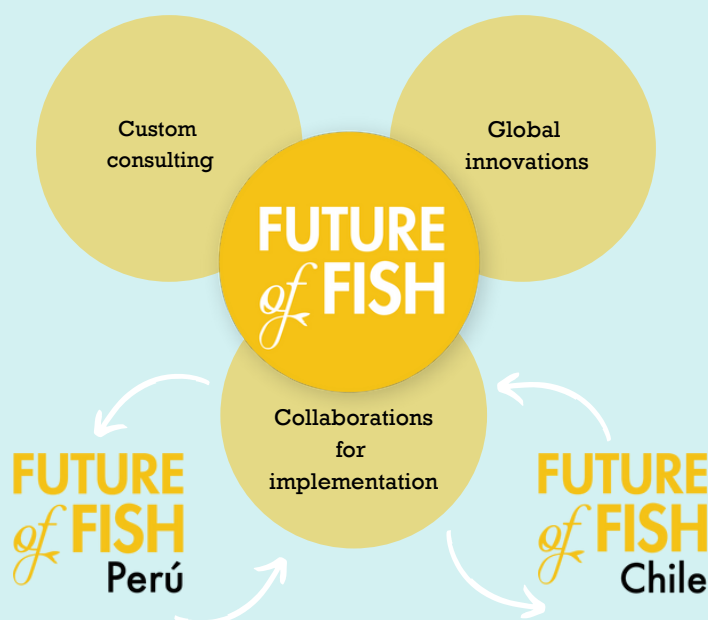 Custom
consulting
Global
innovations
FUTURE
of FISH
Collaborations
for
implementation
FUTURE
of FISH
Perú
FUTURE
of FISH
Chile